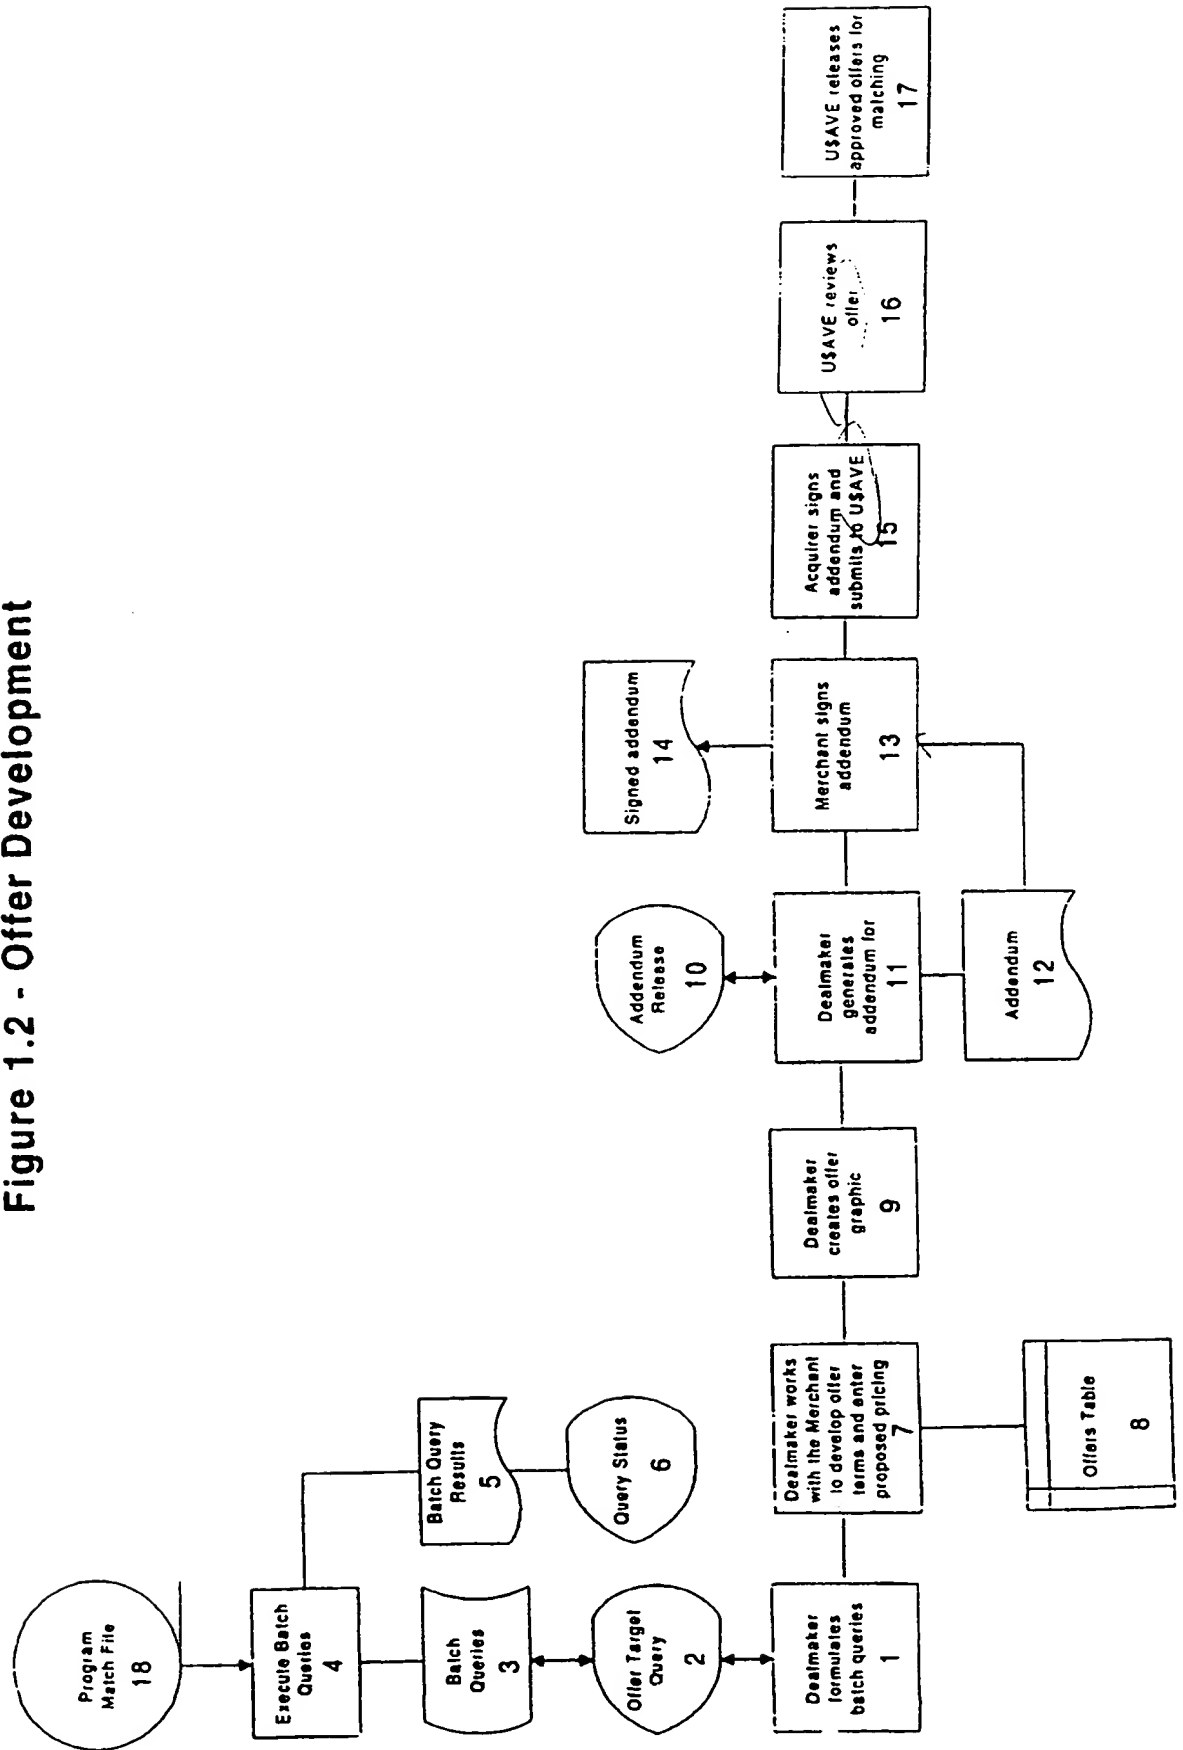 Figure 1.2 - Offer Development
Program
Match File
18
Execute Batch
Queries
4
Batch
Queries
3
Offer Target
Query
2
Dealmaker
formulates
batch queries
1
Batch Query
Results
5
Query Status
6
Dealmaker works
with the Merchant
to develop offer
terms and enter
proposed pricing
7
Offers Table
8
Dealmaker
creates offer
graphic
9
Addendum
Release
10
Dealmaker
generates
addendum for
11
Addendum
12
Signed addendum
14
Merchant signs
addendum
13
Acquirer signs
addendum and
submits to U$AVE
15
U$AVE reviews
offer
16
U$AVE releases
approved offers for
matching
17